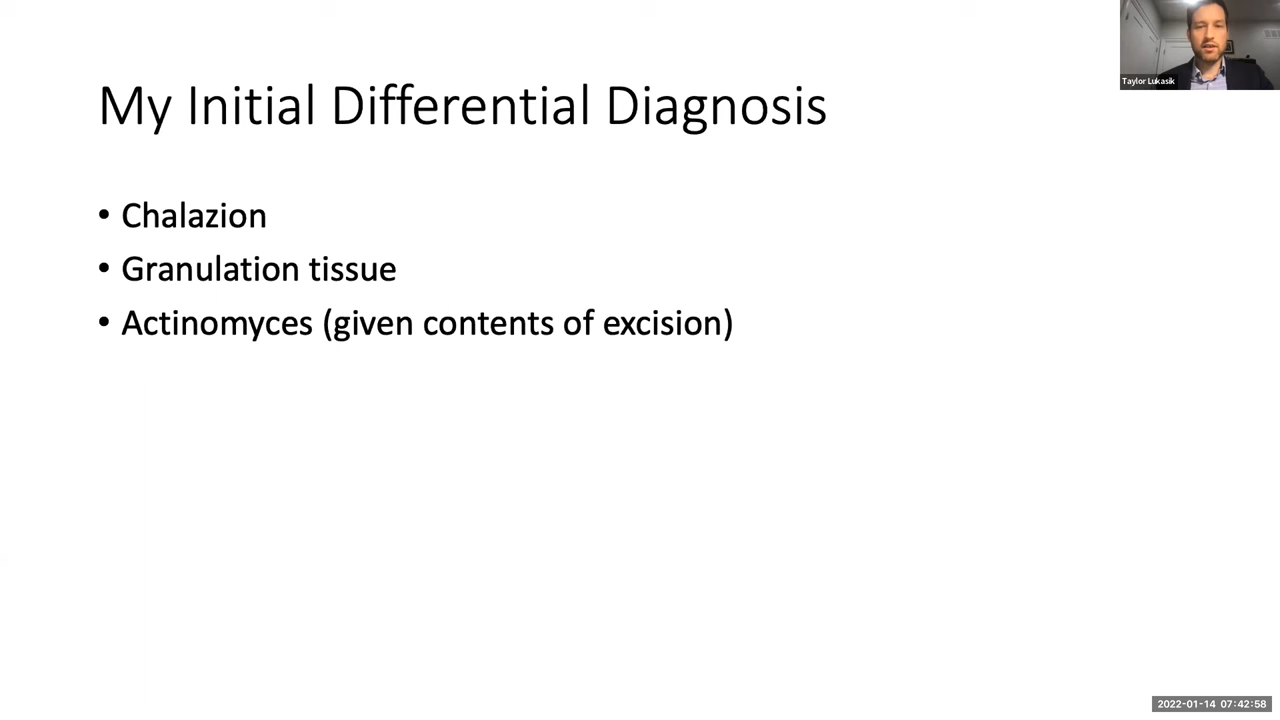 Taylor Lukasik
My Initial Differential Diagnosis
• Chalazion
• Granulation tissue
• Actinomyces (given contents of excision)
2022-01-14 07:42:58